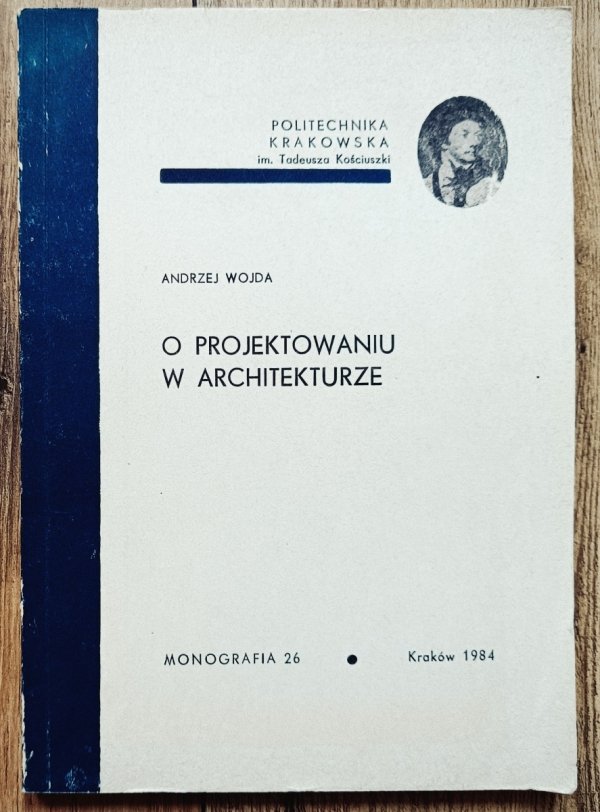 POLITECHNIKA
KRAKOWSKA
im. Tadeusza Kościuszki
ANDRZEJ WOJDA
O PROJEKTOWANIU
W ARCHITEKTURZE
MONOGRAFIA 26 • Kraków 1984